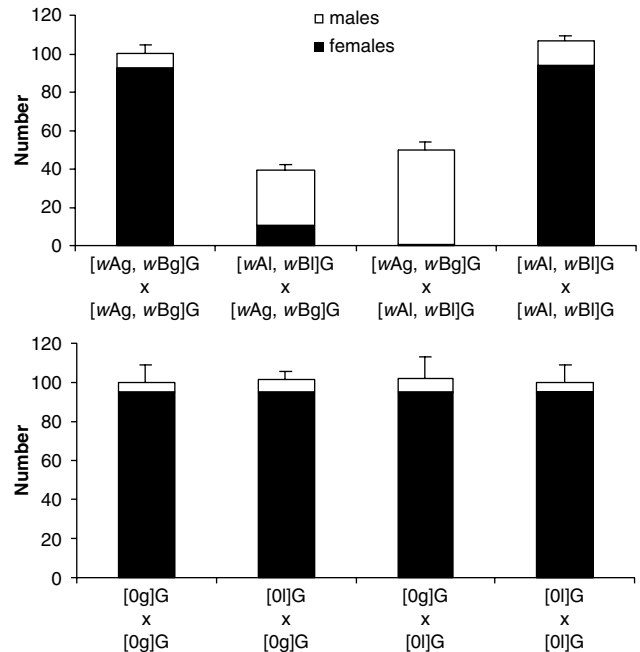 120
100
80
60
40
20
0
Number
males
females
[wAg, wBg]G [wAl, wBl]G [wAg, wBg]G [wAl, wBl]G
x x x x
[wAg, wBg]G [wAg, wBg]G [wAl, wBl]G [wAl, wBl]G
120
100
80
60
40
20
0
Number
[0g]G [0l]G [0g]G [0l]G
x x x x
[0g]G [0g]G [0l]G [0l]G